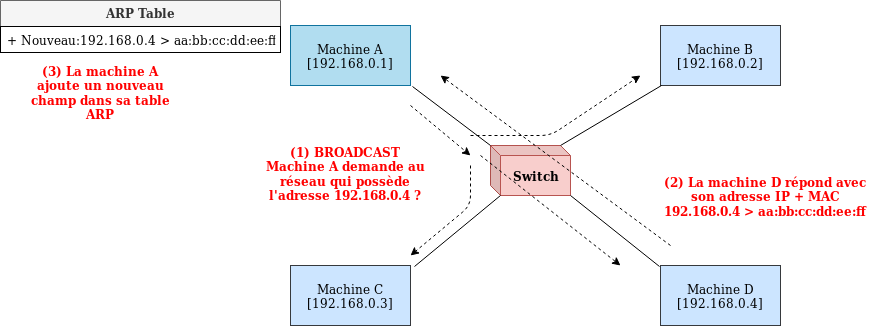 ARP Table
+ Nouveau:192.168.0.4 > aa:bb:cc:dd:ee:ff
(3) La machine A
ajoute un nouveau
champ dans sa table
ARP
Machine A
[192.168.0.1]
Machine B
[192.168.0.2]
(1) BROADCAST
Machine A demande au
réseau qui possède
l'adresse 192.168.0.4 ?
Switch
(2) La machine D répond avec
son adresse IP + MAC
192.168.0.4 > aa:bb:cc:dd:ee:ff
Machine C
[192.168.0.3]
Machine D
[192.168.0.4]